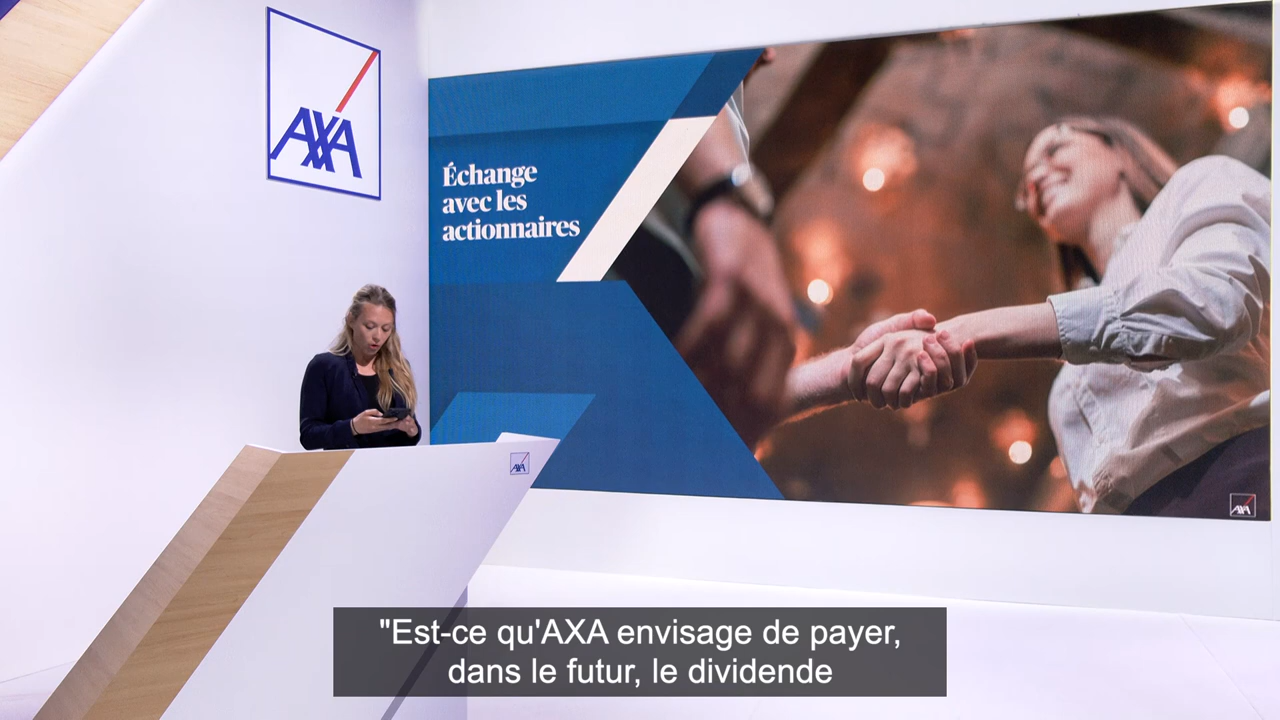 AXA
Échange
avec les
actionnaires
AXA
AXA
"Est-ce qu'AXA envisage de payer,
dans le futur, le dividende